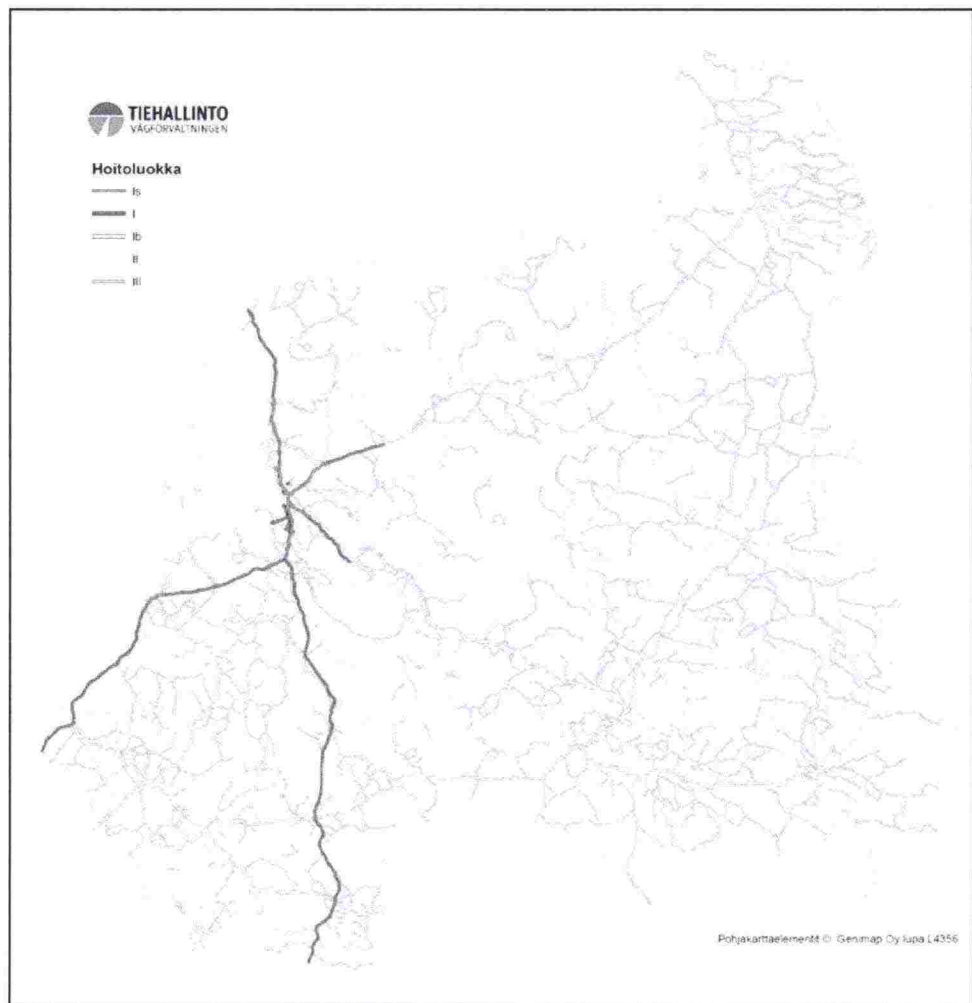 TIEHALLINTO
VÄGFÖRVALTNINGEN
Hoitoluokka
Is
I
Ib
II
III
Pohjakarttaelementit © Genimap Oy lupa L4356